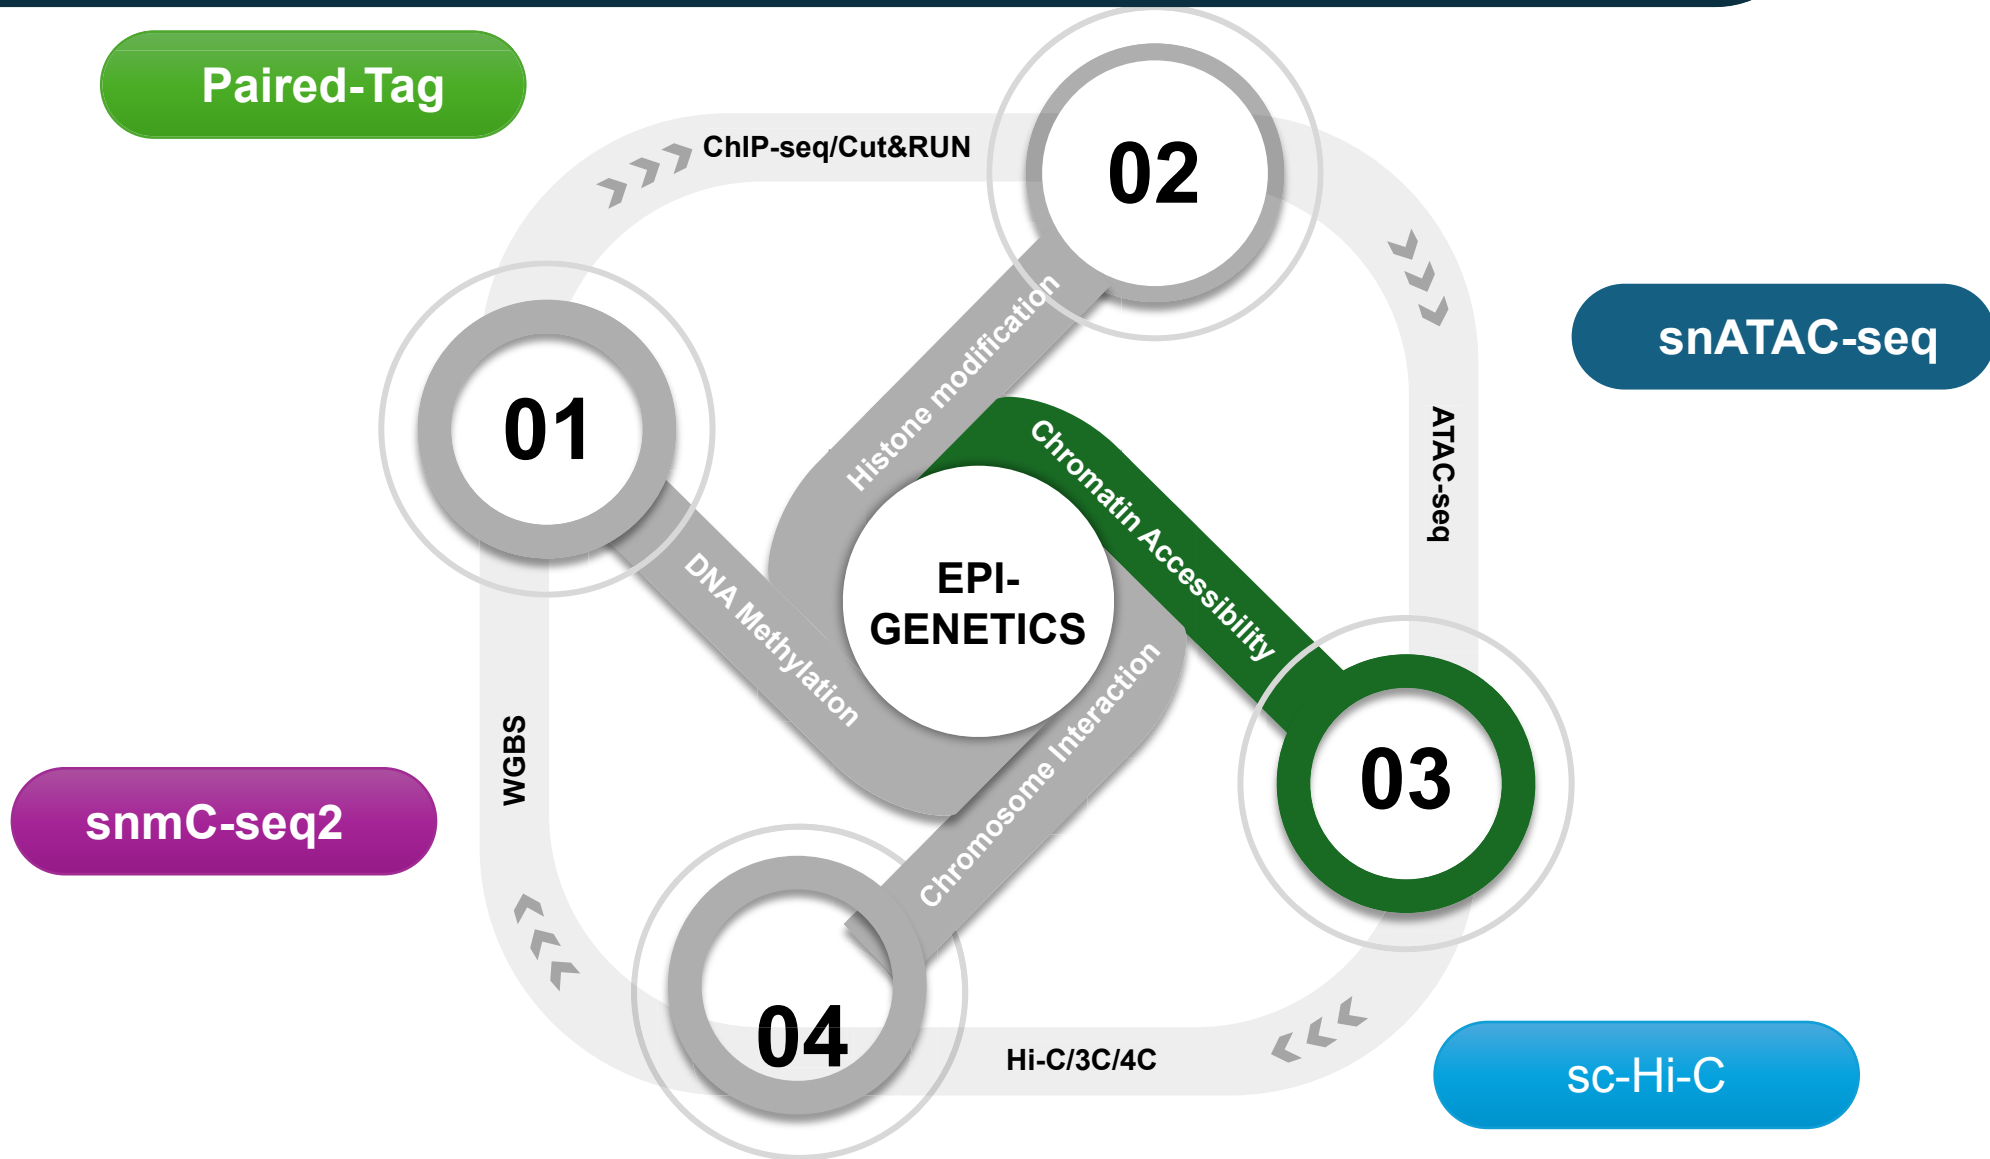 Paired-Tag
ChIP-seq/Cut&RUN
02
Histone modification
01
snATAC-seq
ATAC-seq
Chromatin Accessibility
EPI-
GENETICS
DNA Methylation
Chromosome Interaction
WGBS
03
snmC-seq2
04
Hi-C/3C/4C
sc-Hi-C